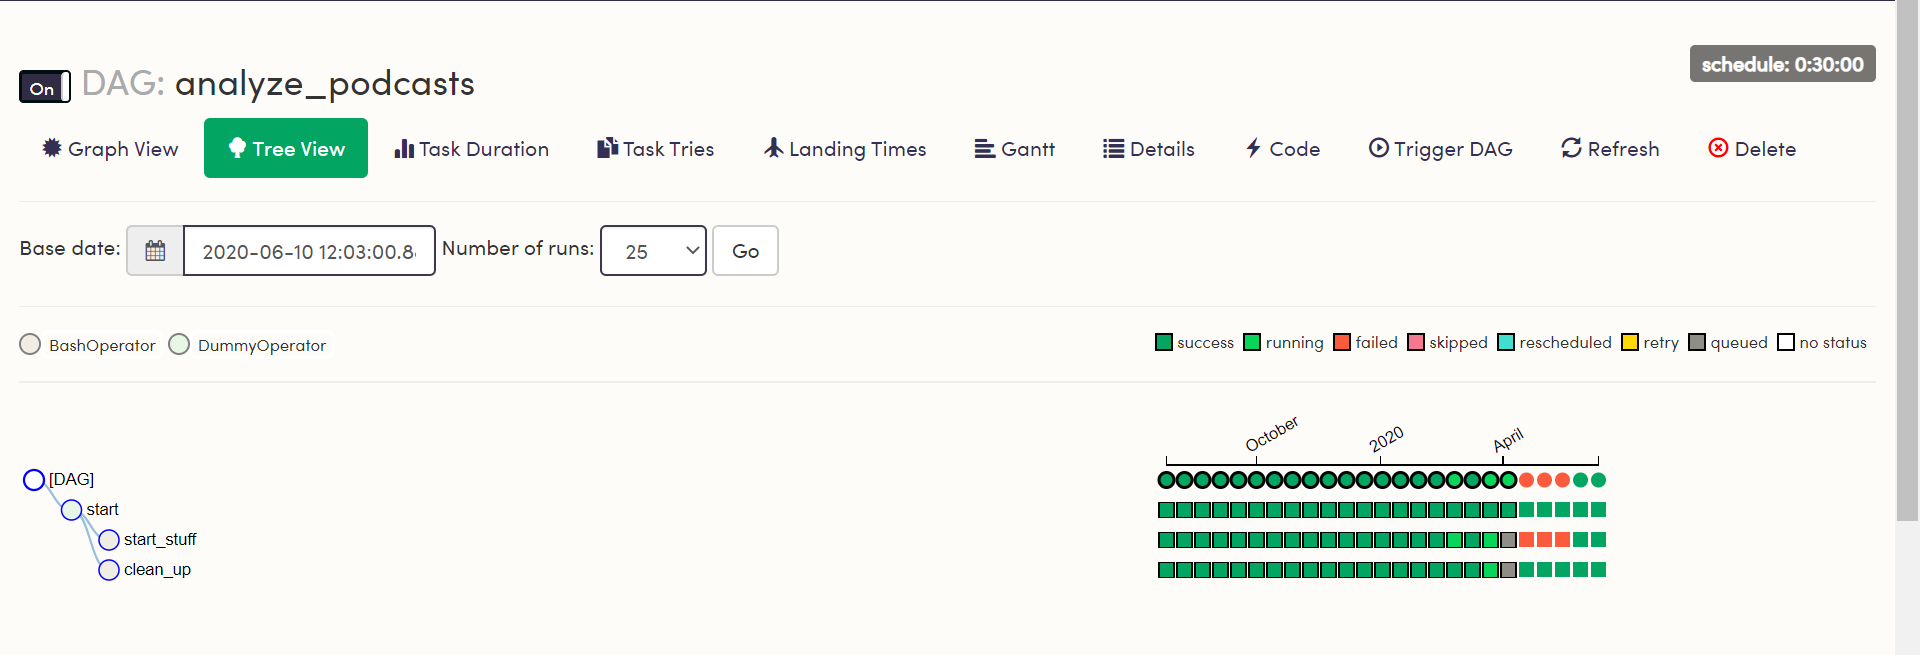 schedule: 0:30:00
On DAG: analyze_podcasts
Graph View Tree View Task Duration Task Tries Landing Times Gantt Details Code Trigger DAG Refresh Delete
Base date: 2020-06-10 12:03:00.8 Number of runs: 25 Go
BashOperator DummyOperator success running failed skipped rescheduled retry queued no status
October 2020 April
[DAG]
start
start_stuff
clean_up